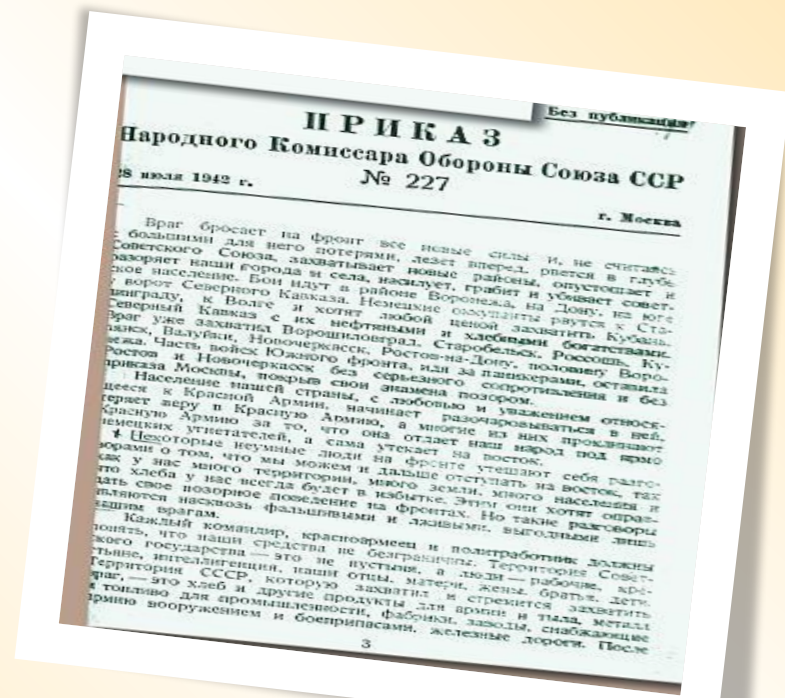 Без публикации
ПРИКАЗ
Народного Комиссара Обороны Союза ССР
№ 227
28 июля 1942 г.
г. Москва
Враг бросает на фронт все новые силы и, не считаясь
с большими для него потерями, лезет вперед, рвется в глубь
Советского Союза, захватывает новые районы, опустошает и
разоряет наши города и села, насилует, грабит и убивает совет-
ское население. Бои идут в районе Воронежа, на Дону, на юге
у ворот Северного Кавказа. Немецкие оккупанты рвутся к Ста-
линграду, к Волге и хотят любой ценой захватить Кубань,
Северный Кавказ с их нефтяными и хлебными богатствами.
Враг уже захватил Ворошиловград, Старобельск, Россошь, Ку-
пянск, Валуйки, Новочеркасск, Ростов-на-Дону, половину Воро-
нежа. Часть войск Южного фронта, идя за паникерами, оставила
Ростов и Новочеркасск без серьезного сопротивления и без
приказа Москвы, покрыв свои знамена позором.
Население нашей страны, с любовью и уважением относя-
щееся к Красной Армии, начинает разочаровываться в ней,
теряет веру в Красную Армию, а многие из них проклинают
Красную Армию за то, что она отдает наш народ под ярмо
немецких угнетателей, а сама утекает на восток.
Некоторые неумные люди на фронте утешают себя разго-
ворами о том, что мы можем и дальше отступать на восток, так
как у нас много территории, много земли, много населения и
что хлеба у нас всегда будет в избытке. Этим они хотят оправ-
дать свое позорное поведение на фронтах. Но такие разговоры
являются насквозь фальшивыми и лживыми, выгодными лишь
нашим врагам.
Каждый командир, красноармеец и политработник должны
понять, что наши средства не безграничны. Территория Совет-
ского государства — это не пустыня, а люди — рабочие, кре-
стьяне, интеллигенция, наши отцы, матери, жены, братья, дети.
Территория СССР, которую захватил и стремится захватить
враг, — это хлеб и другие продукты для армии и тыла, металл
и топливо для промышленности, фабрики, заводы, снабжающие
армию вооружением и боеприпасами, железные дороги. После
3